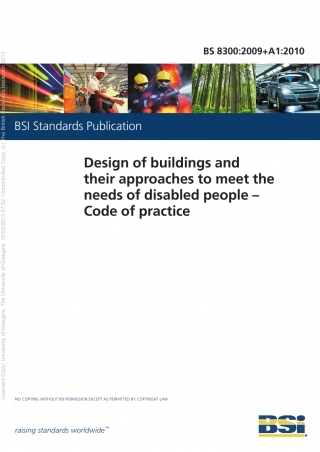 BS 8300:2009+A1:2010
BSI Standards Publication
Design of buildings and
their approaches to meet the
needs of disabled people –
Code of practice
NO COPYING WITHOUT BSI PERMISSION EXCEPT AS PERMITTED BY COPYRIGHT LAW
raising standards worldwide™
BSi